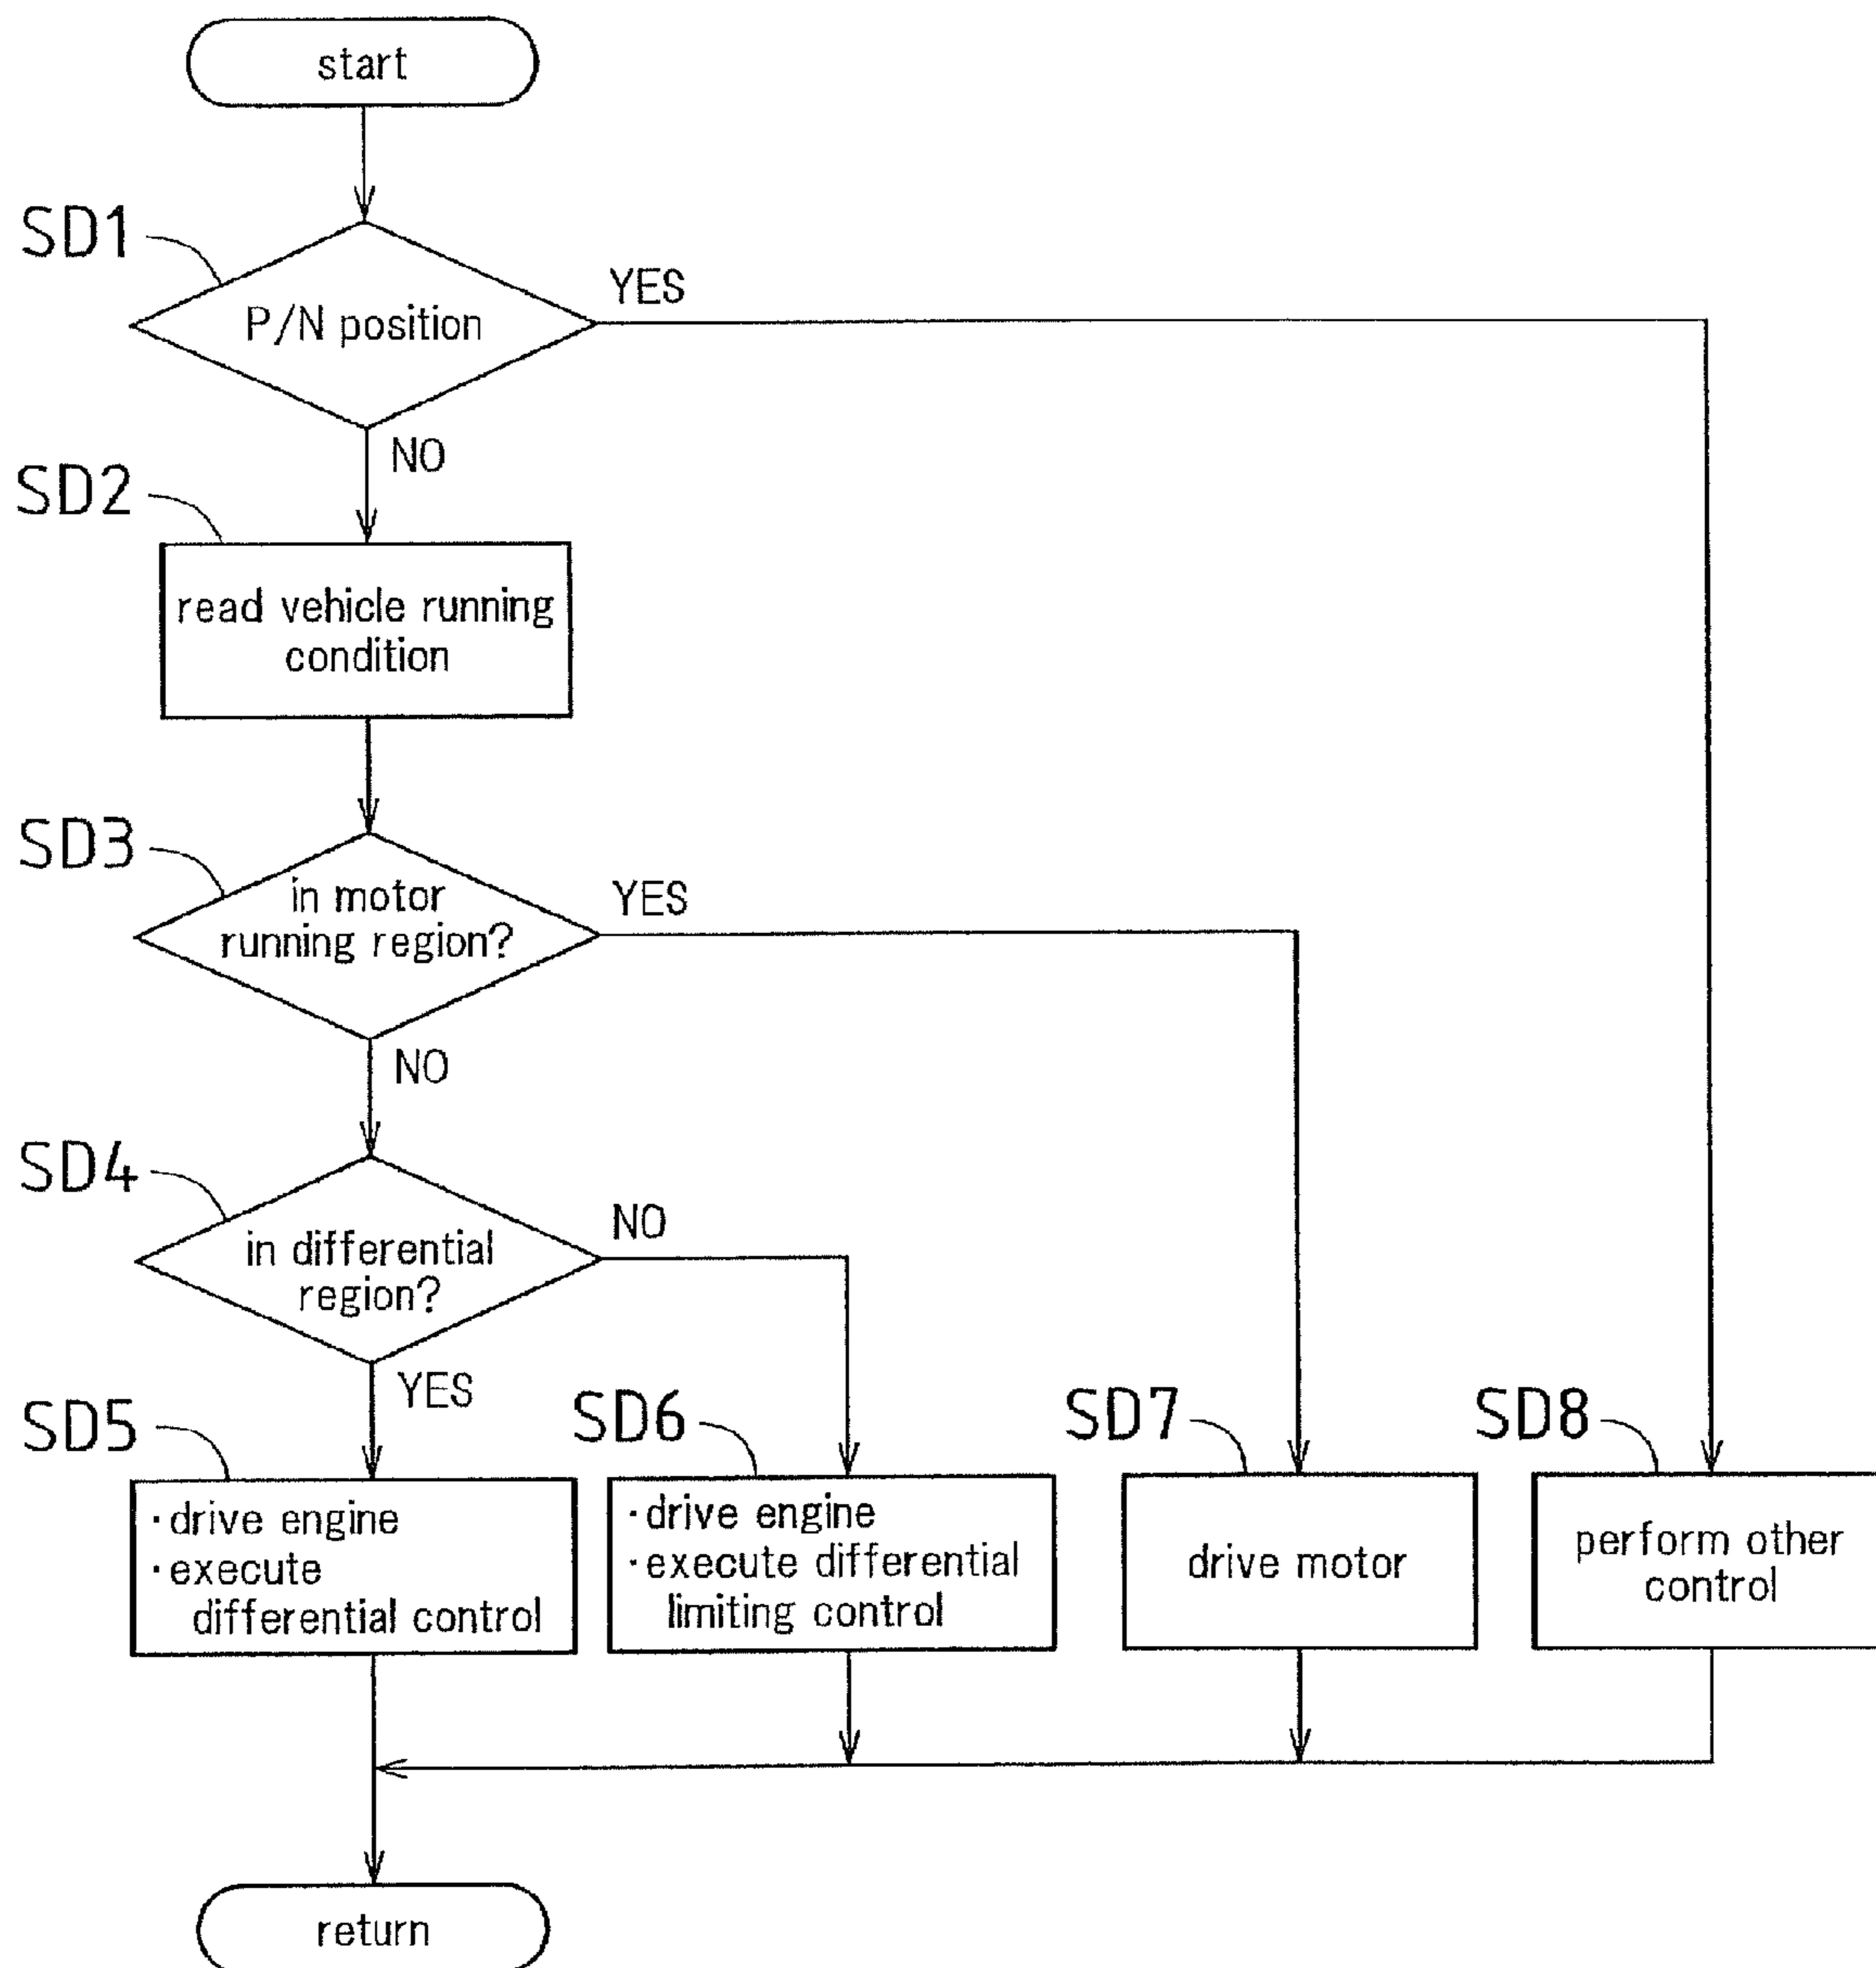 start
SD1
P/N position
YES
NO
SD2
read vehicle running
condition
SD3
in motor
running region?
YES
NO
SD4
in differential
region?
NO
YES
SD5
・drive engine
・execute
differential control
SD6
・drive engine
・execute differential
limiting control
SD7
drive motor
SD8
perform other
control
return